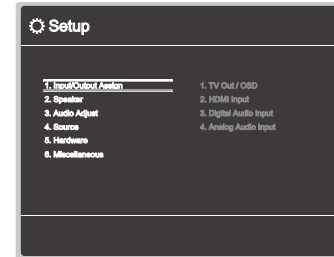 Setup
1. Input/Output Assign
2. Speaker
3. Audio Adjust
4. Source
5. Hardware
6. Miscellaneous
1. TV Out / OSD
2. HDMI Input
3. Digital Audio Input
4. Analog Audio Input